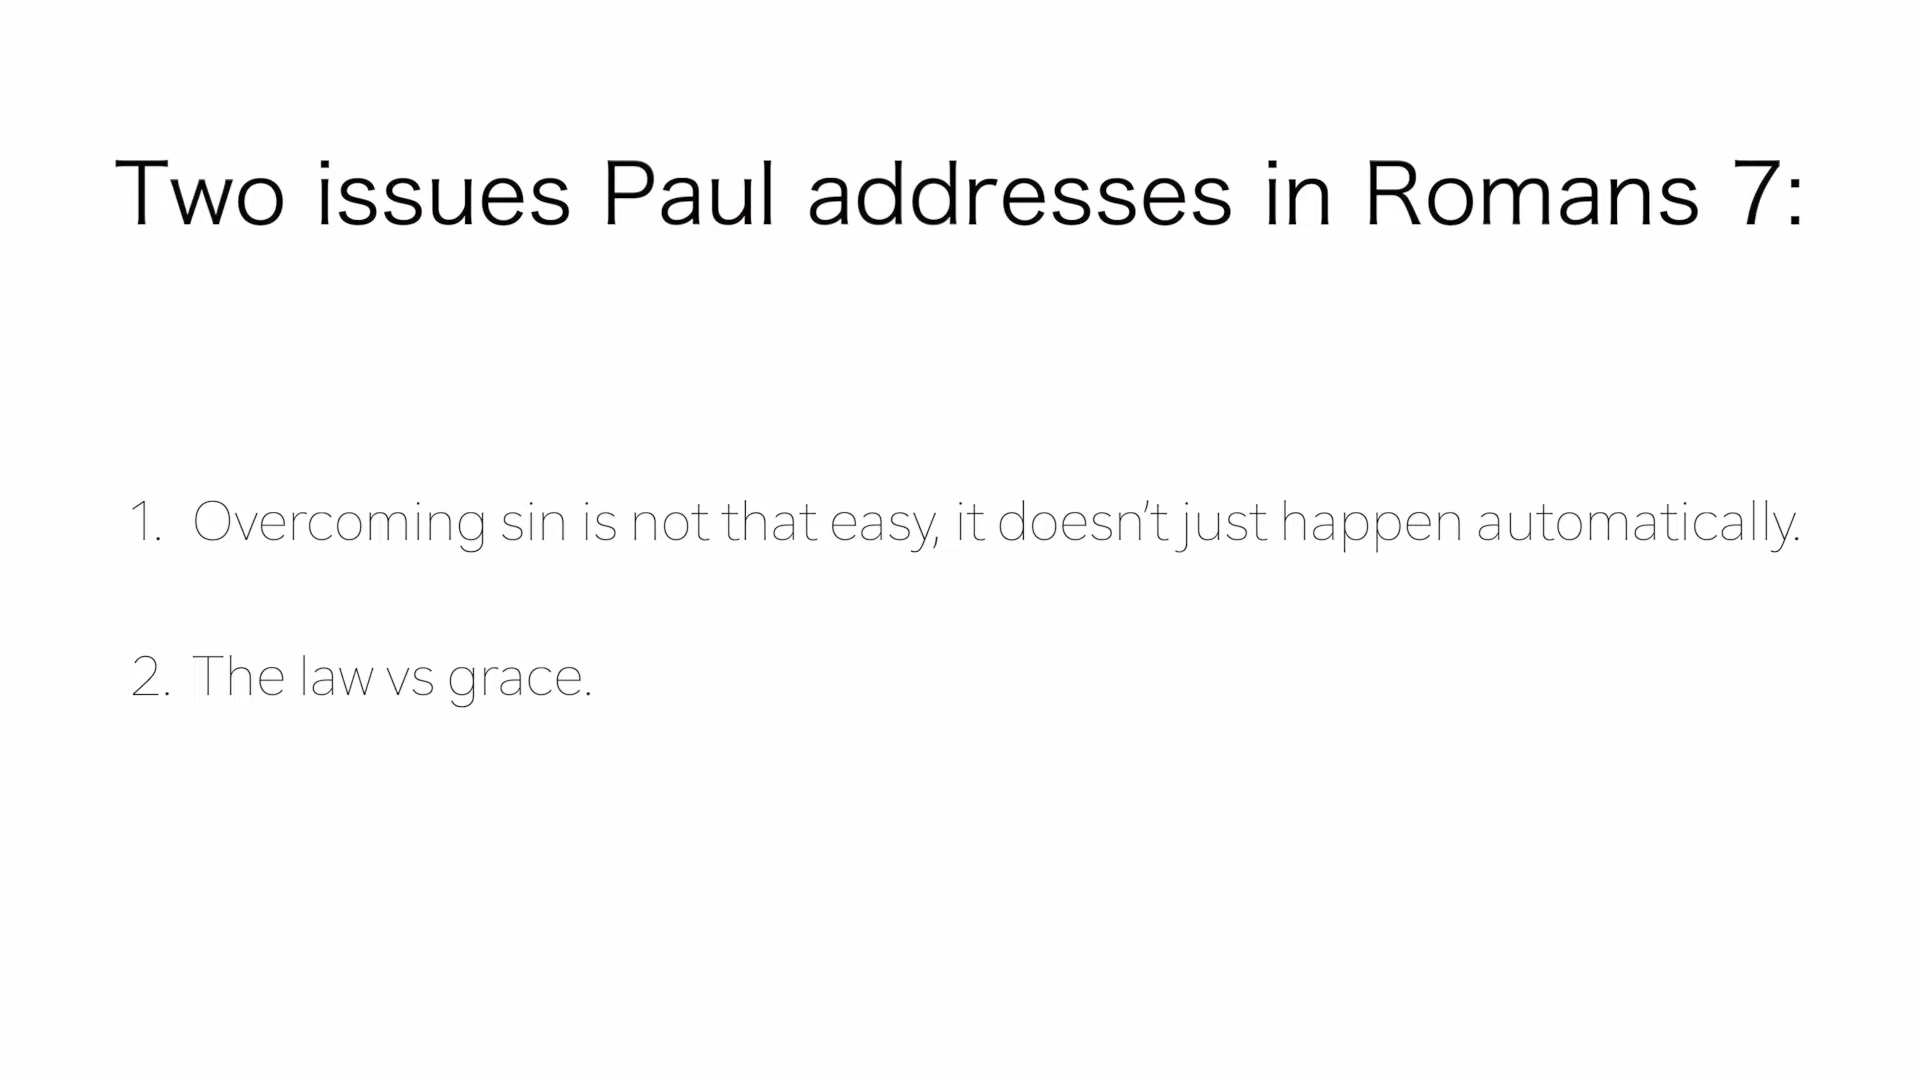 Two issues Paul addresses in Romans 7:
1. Overcoming sin is not that easy, it doesn’t just happen automatically.
2. The law vs grace.